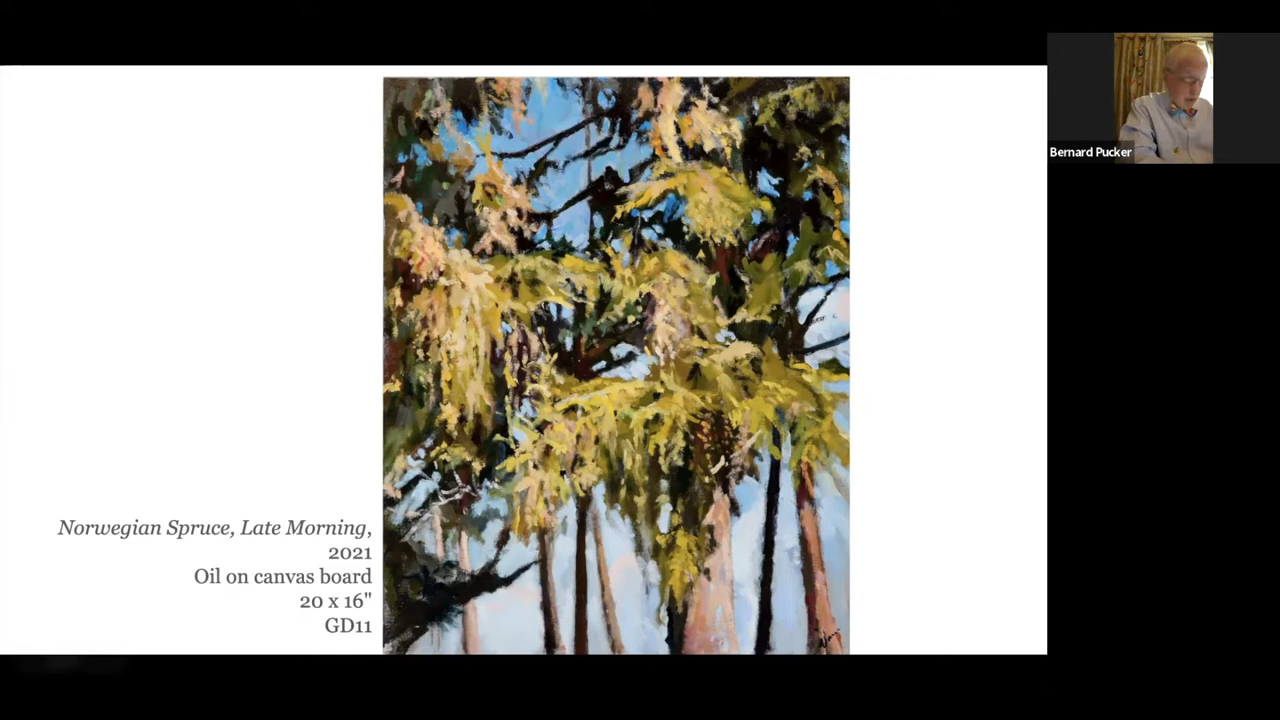 Bernard Pucker
Norwegian Spruce, Late Morning,
2021
Oil on canvas board
20 x 16"
GD11